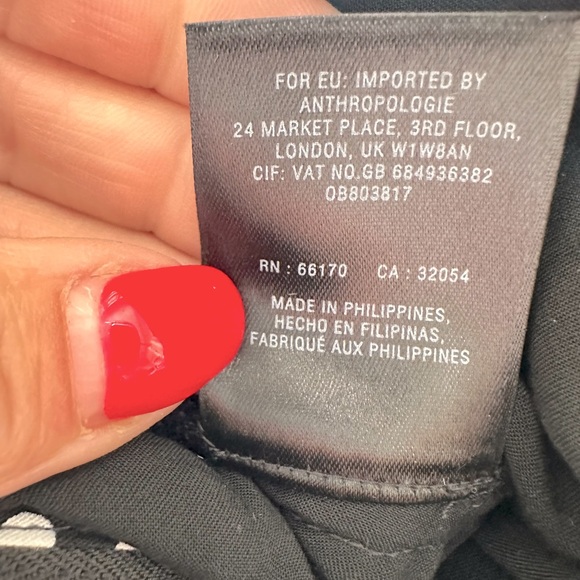 FOR EU: IMPORTED BY
ANTHROPOLOGIE
24 MARKET PLACE, 3RD FLOOR,
LONDON, UK W1W8AN
CIF: VAT NO.GB 684936382
OB803817
RN : 66170 CA : 32054
MADE IN PHILIPPINES,
HECHO EN FILIPINAS,
FABRIQUÉ AUX PHILIPPINES